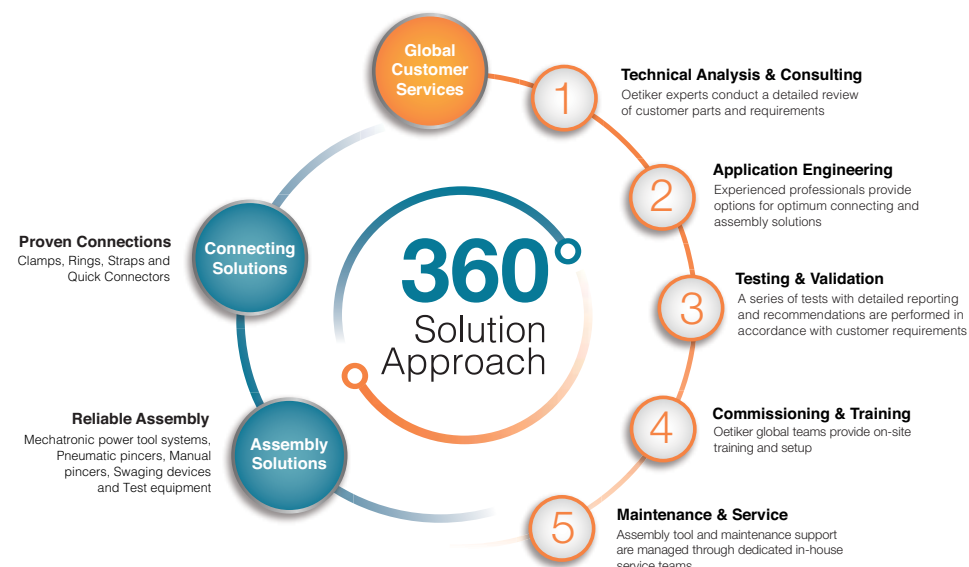 Global
Customer
Services
1
Technical Analysis & Consulting
Oetiker experts conduct a detailed review
of customer parts and requirements
2
Application Engineering
Experienced professionals provide
options for optimum connecting and
assembly solutions
3
Testing & Validation
A series of tests with detailed reporting
and recommendations are performed in
accordance with customer requirements
4
Commissioning & Training
Oetiker global teams provide on-site
training and setup
5
Maintenance & Service
Assembly tool and maintenance support
are managed through dedicated in-house
service teams
Connecting
Solutions
Proven Connections
Clamps, Rings, Straps and
Quick Connectors
Assembly
Solutions
Reliable Assembly
Mechatronic power tool systems,
Pneumatic pincers, Manual
pincers, Swaging devices
and Test equipment
360°
Solution
Approach